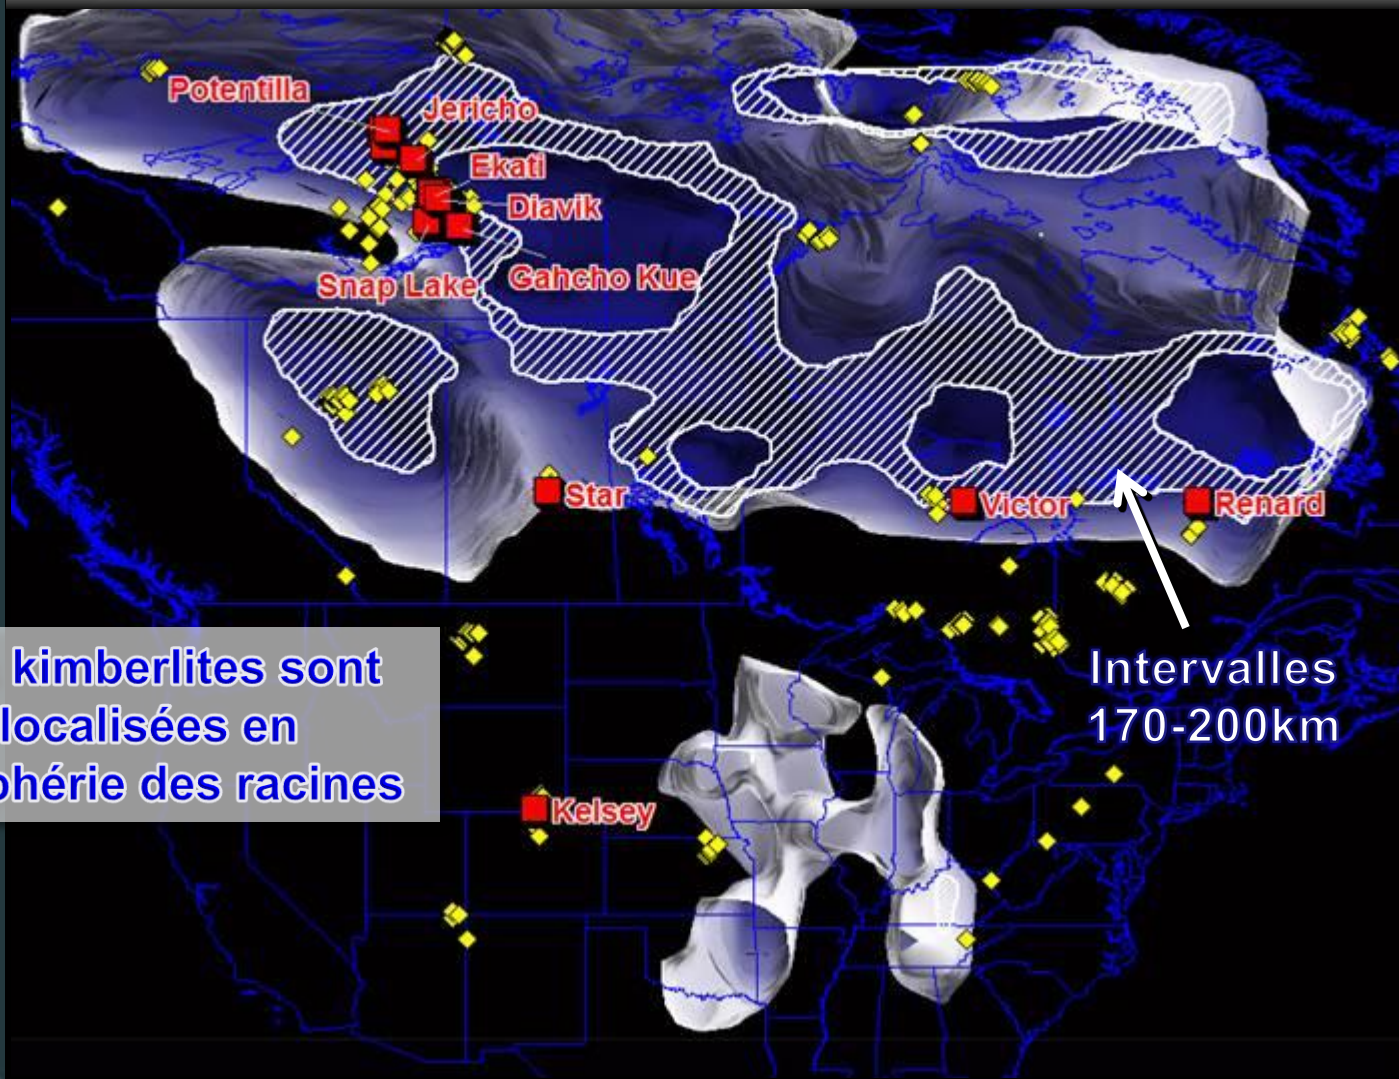 Potentilla
Jericho
Ekati
Diavik
Gahcho Kue
Snap Lake
Star
Victor
Renard
Intervalles
170-200km
kimberlites sont
localisées en
phérie des racines
Kelsey